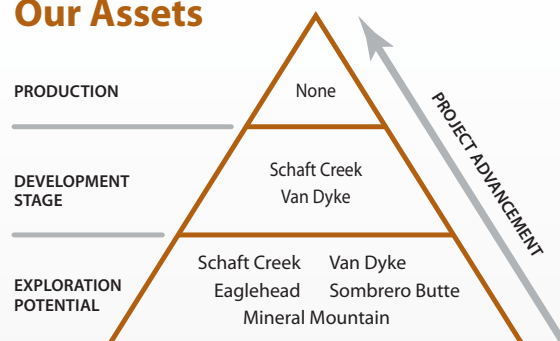 Our Assets
PRODUCTION
None
DEVELOPMENT
STAGE
Schaft Creek
Van Dyke
EXPLORATION
POTENTIAL
Schaft Creek Van Dyke
Eaglehead Sombrero Butte
Mineral Mountain
PROJECT ADVANCEMENT